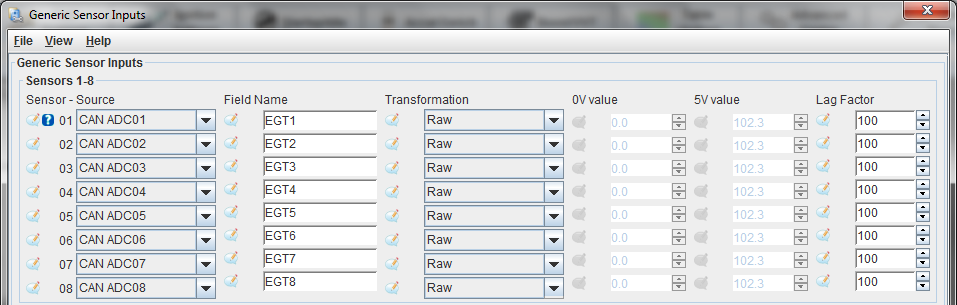 Generic Sensor Inputs
File View Help
Generic Sensor Inputs
Sensors 1-8
Sensor - Source Field Name Transformation 0V value 5V value Lag Factor
? 01 CAN ADC01 EGT1 Raw 0.0 102.3 100
02 CAN ADC02 EGT2 Raw 0.0 102.3 100
03 CAN ADC03 EGT3 Raw 0.0 102.3 100
04 CAN ADC04 EGT4 Raw 0.0 102.3 100
05 CAN ADC05 EGT5 Raw 0.0 102.3 100
06 CAN ADC06 EGT6 Raw 0.0 102.3 100
07 CAN ADC07 EGT7 Raw 0.0 102.3 100
08 CAN ADC08 EGT8 Raw 0.0 102.3 100